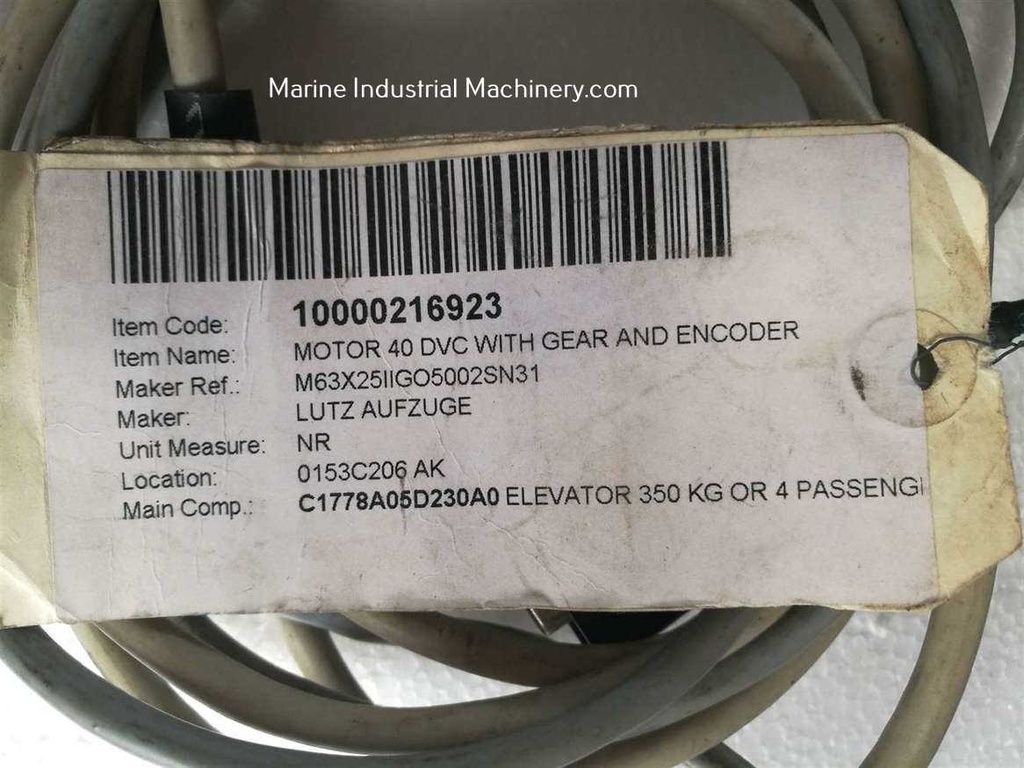 Marine Industrial Machinery.com
Item Code: 10000216923
Item Name: MOTOR 40 DVC WITH GEAR AND ENCODER
Maker Ref.: M63X25IIGO5002SN31
Maker: LUTZ AUFZUGE
Unit Measure: NR
Location: 0153C206 AK
Main Comp.: C1778A05D230A0 ELEVATOR 350 KG OR 4 PASSENG